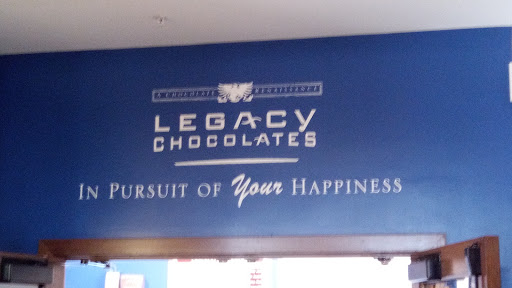 A CHOCOLATE RENAISSANCE
LEGACY
CHOCOLATES
IN PURSUIT OF Your HAPPINESS